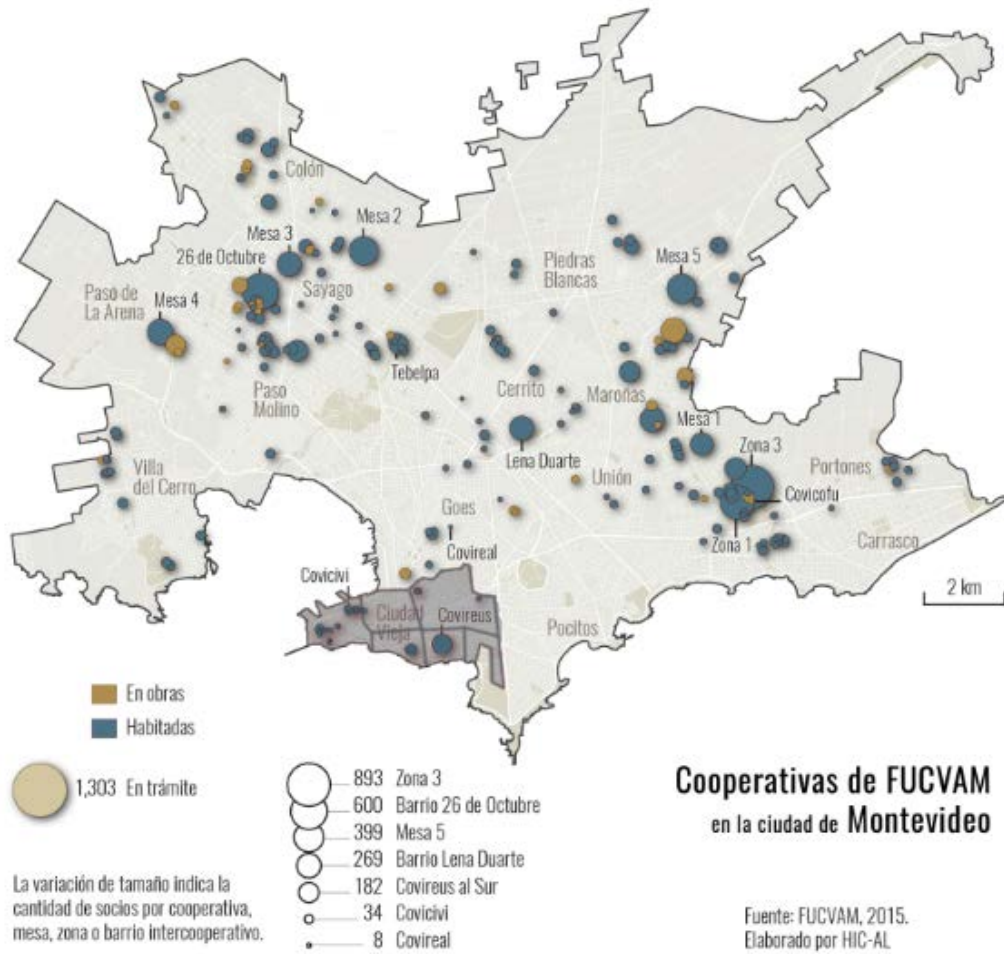 Colón
Mesa 2
Mesa 3
26 de Octubre
Sayago
Piedras
Blancas
Mesa 5
Paso de
La Arena
Mesa 4
Tebelpa
Paso
Molino
Cerrito
Maroñas
Mesa 1
Lena Duarte
Zona 3
Portones
Villa
del Cerro
Unión
Covicofu
Goes
Covireal
Zona 1
Carrasco
Covicivi
Ciudad
Vieja
Covireus
Pocitos
2 km
En obras
Habitadas
1,303 En trámite
893 Zona 3
600 Barrio 26 de Octubre
399 Mesa 5
269 Barrio Lena Duarte
182 Covireus al Sur
34 Covicivi
8 Covireal
La variación de tamaño indica la
cantidad de socios por cooperativa,
mesa, zona o barrio intercooperativo.
Cooperativas de FUCVAM
en la ciudad de Montevideo
Fuente: FUCVAM, 2015.
Elaborado por HIC-AL